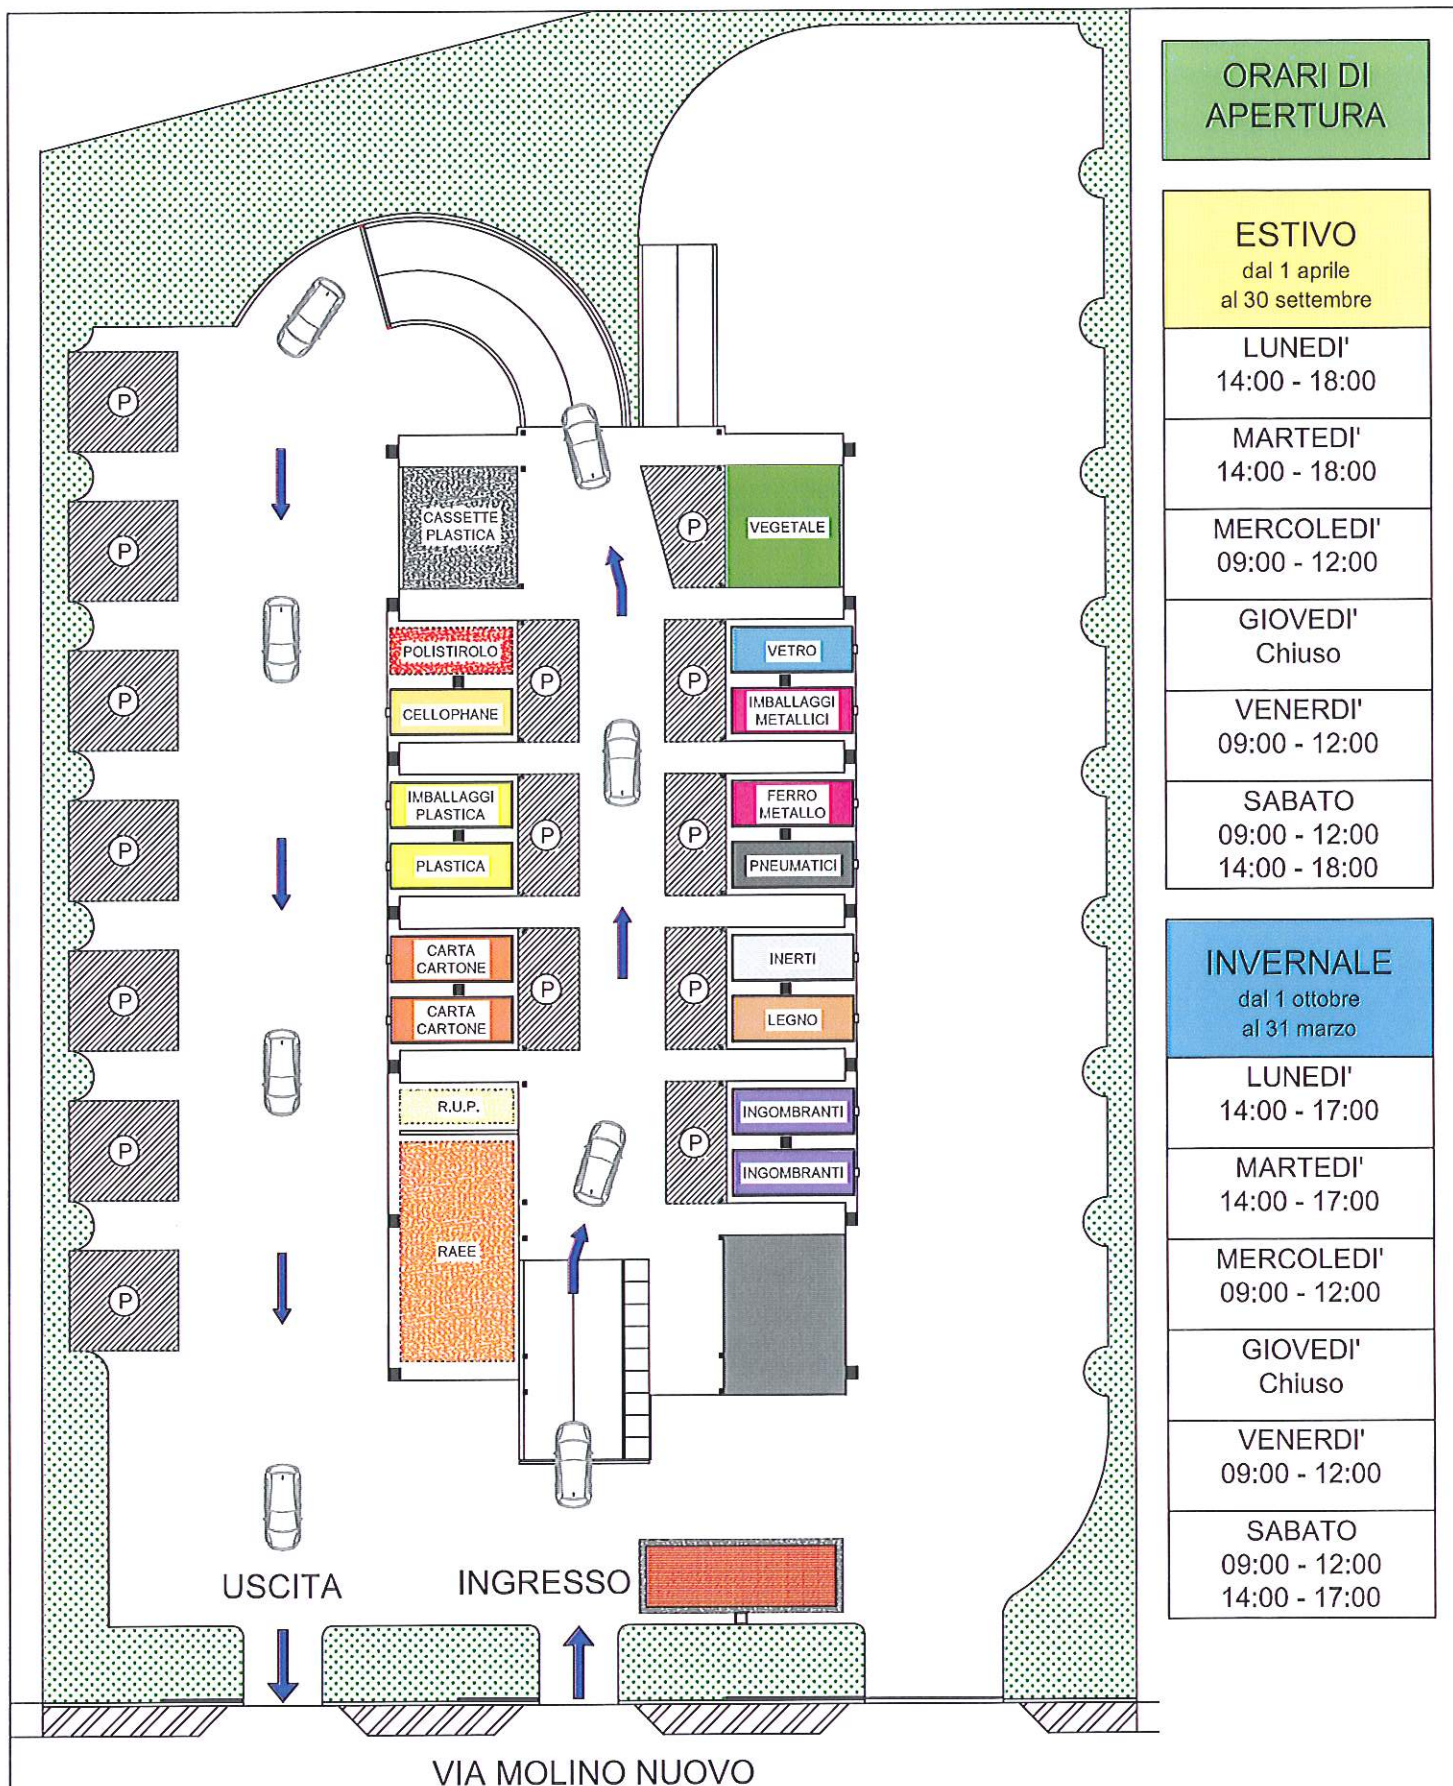 ORARI DI
APERTURA
ESTIVO
dal 1 aprile
al 30 settembre
LUNEDI'
14:00 - 18:00
MARTEDI'
14:00 - 18:00
MERCOLEDI'
09:00 - 12:00
GIOVEDI'
Chiuso
VENERDI'
09:00 - 12:00
SABATO
09:00 - 12:00
14:00 - 18:00
INVERNALE
dal 1 ottobre
al 31 marzo
LUNEDI'
14:00 - 17:00
MARTEDI'
14:00 - 17:00
MERCOLEDI'
09:00 - 12:00
GIOVEDI'
Chiuso
VENERDI'
09:00 - 12:00
SABATO
09:00 - 12:00
14:00 - 17:00
P
P
P
P
P
P
P
CASSETTE
PLASTICA
POLISTIROLO
CELLOPHANE
IMBALLAGGI
PLASTICA
PLASTICA
CARTA
CARTONE
CARTA
CARTONE
R.U.P.
RAEE
P
P
P
P
P
P
P
P
VEGETALE
VETRO
IMBALLAGGI
METALLICI
FERRO
METALLO
PNEUMATICI
INERTI
LEGNO
INGOMBRANTI
INGOMBRANTI
USCITA
INGRESSO
VIA MOLINO NUOVO